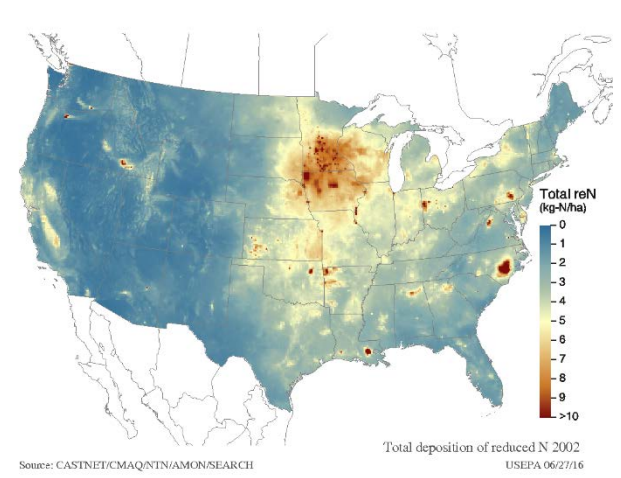 Total reN
(kg-N/ha)
0
1
2
3
4
5
6
7
8
9
>10
Total deposition of reduced N 2002
Source: CASTNET/CMAQ/NTN/AMON/SEARCH
USEPA 06/27/16